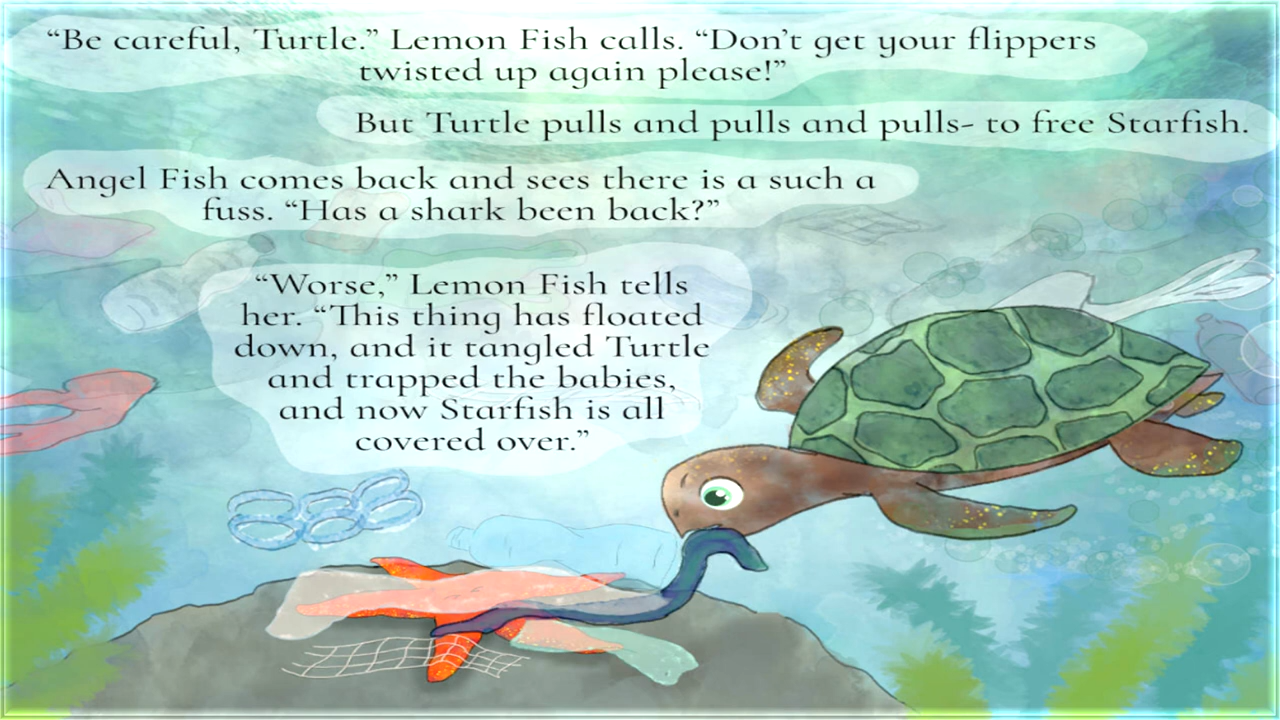 “Be careful, Turtle.” Lemon Fish calls. “Don’t get your flippers
twisted up again please!”
But Turtle pulls and pulls and pulls- to free Starfish.
Angel Fish comes back and sees there is a such a
fuss. “Has a shark been back?”
“Worse,” Lemon Fish tells
her. “This thing has floated
down, and it tangled Turtle
and trapped the babies,
and now Starfish is all
covered over.”